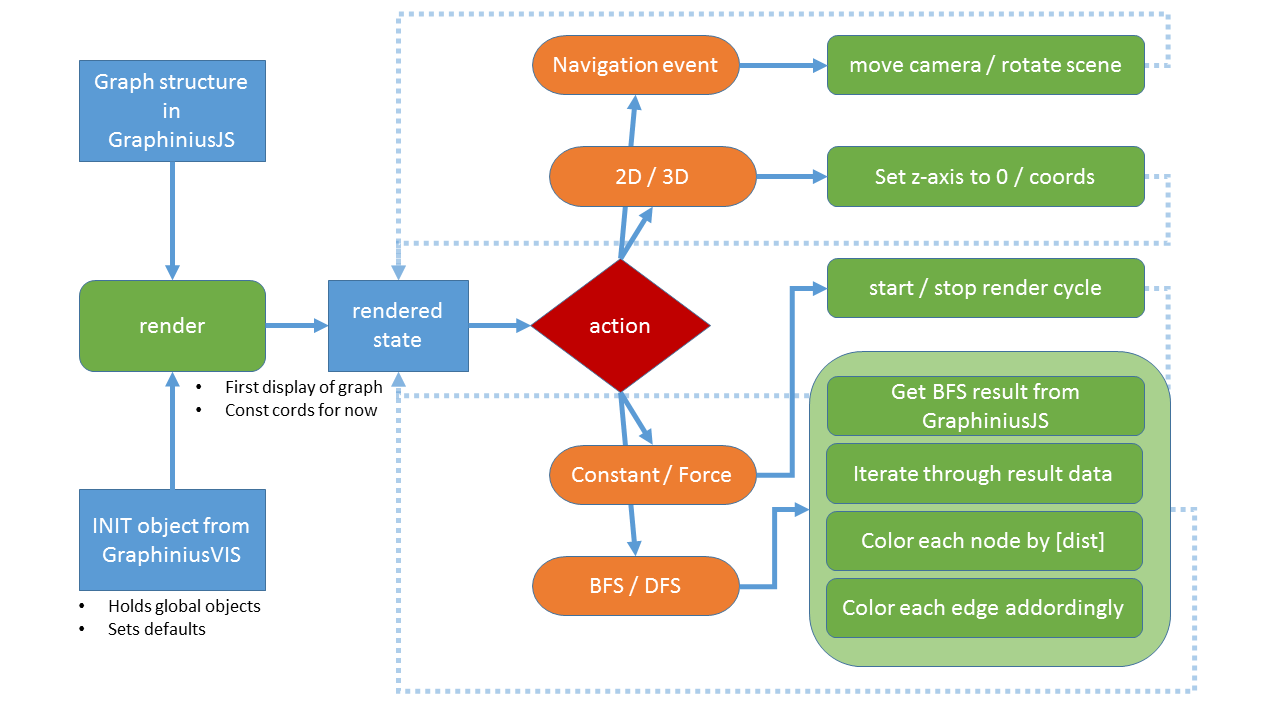 Graph structure
in
GraphiniusJS
render
INIT object from
GraphiniusVIS
• Holds global objects
• Sets defaults
rendered
state
• First display of graph
• Const cords for now
action
Navigation event
move camera / rotate scene
2D / 3D
Set z-axis to 0 / coords
Constant / Force
start / stop render cycle
BFS / DFS
Get BFS result from
GraphiniusJS
Iterate through result data
Color each node by [dist]
Color each edge addordingly